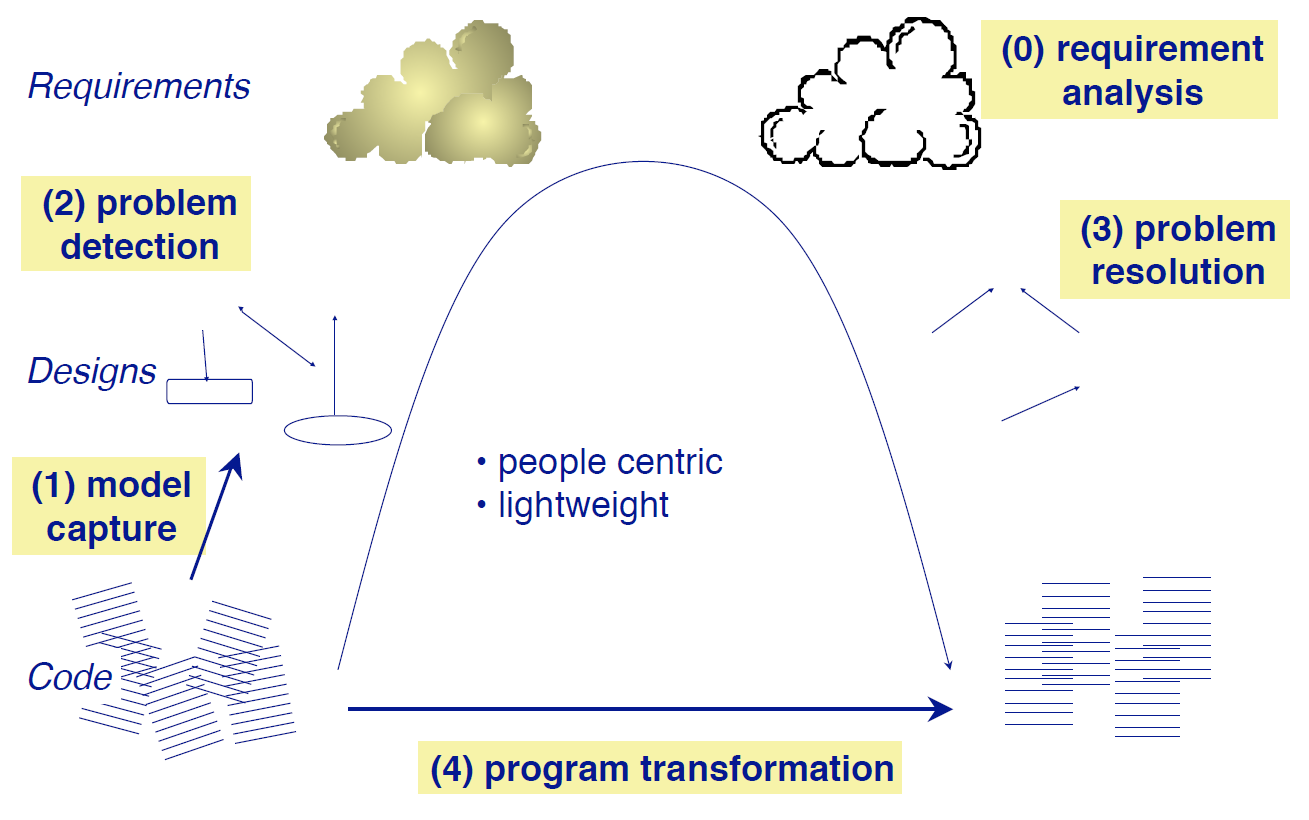 Requirements
(0) requirement
analysis
(2) problem
detection
(3) problem
resolution
Designs
(1) model
capture
• people centric
• lightweight
Code
(4) program transformation